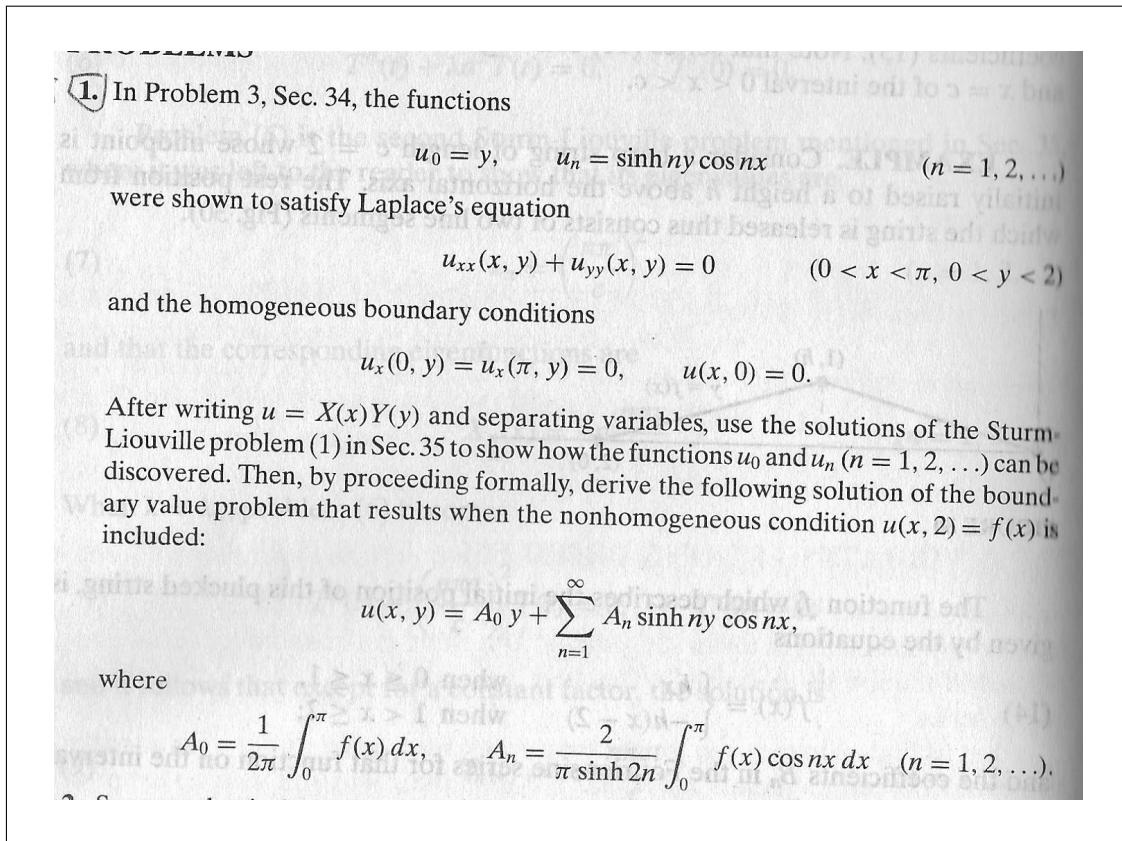 1. In Problem 3, Sec. 34, the functions
u₀ = y, uₙ = sinh ny cos nx (n = 1, 2, . . .)
were shown to satisfy Laplace's equation
uₓₓ(x, y) + u_yy(x, y) = 0 (0 < x < π, 0 < y < 2)
and the homogeneous boundary conditions
uₓ(0, y) = uₓ(π, y) = 0, u(x, 0) = 0.
After writing u = X(x)Y(y) and separating variables, use the solutions of the Sturm-
Liouville problem (1) in Sec. 35 to show how the functions u₀ and uₙ (n = 1, 2, . . .) can be
discovered. Then, by proceeding formally, derive the following solution of the bound-
ary value problem that results when the nonhomogeneous condition u(x, 2) = f(x) is
included:
u(x, y) = A₀ y + ∑_{n=1}^{∞} Aₙ sinh ny cos nx,
where
A₀ = 1/(2π) ∫₀^π f(x) dx, Aₙ = 2/(π sinh 2n) ∫₀^π f(x) cos nx dx (n = 1, 2, . . .).